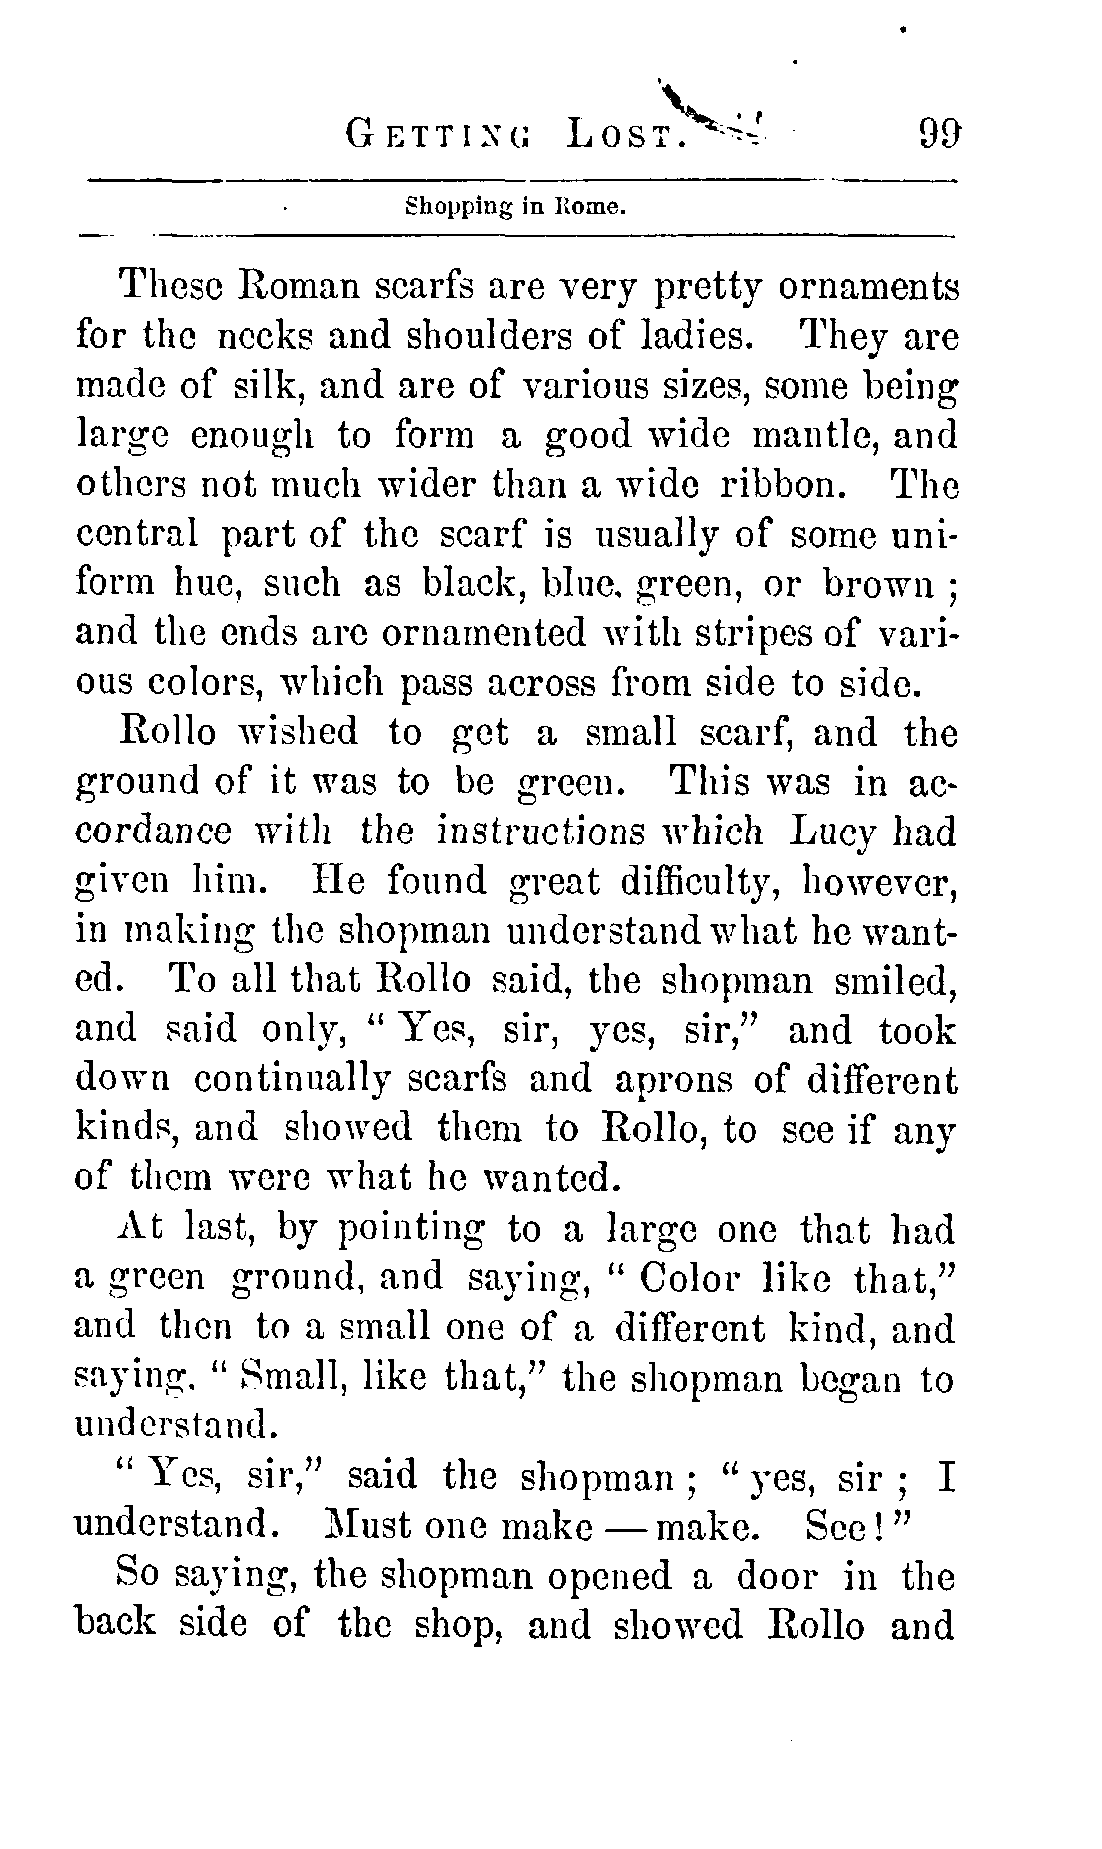 GETTING LOST. 99
Shopping in Rome.
These Roman scarfs are very pretty ornaments
for the necks and shoulders of ladies. They are
made of silk, and are of various sizes, some being
large enough to form a good wide mantle, and
others not much wider than a wide ribbon. The
central part of the scarf is usually of some uni-
form hue, such as black, blue, green, or brown ;
and the ends are ornamented with stripes of vari-
ous colors, which pass across from side to side.
Rollo wished to get a small scarf, and the
ground of it was to be green. This was in ac-
cordance with the instructions which Lucy had
given him. He found great difficulty, however,
in making the shopman understand what he want-
ed. To all that Rollo said, the shopman smiled,
and said only, “ Yes, sir, yes, sir,” and took
down continually scarfs and aprons of different
kinds, and showed them to Rollo, to see if any
of them were what he wanted.
At last, by pointing to a large one that had
a green ground, and saying, “ Color like that,”
and then to a small one of a different kind, and
saying, “ Small, like that,” the shopman began to
understand.
“ Yes, sir,” said the shopman ; “ yes, sir ; I
understand. Must one make — make. See! ”
So saying, the shopman opened a door in the
back side of the shop, and showed Rollo and